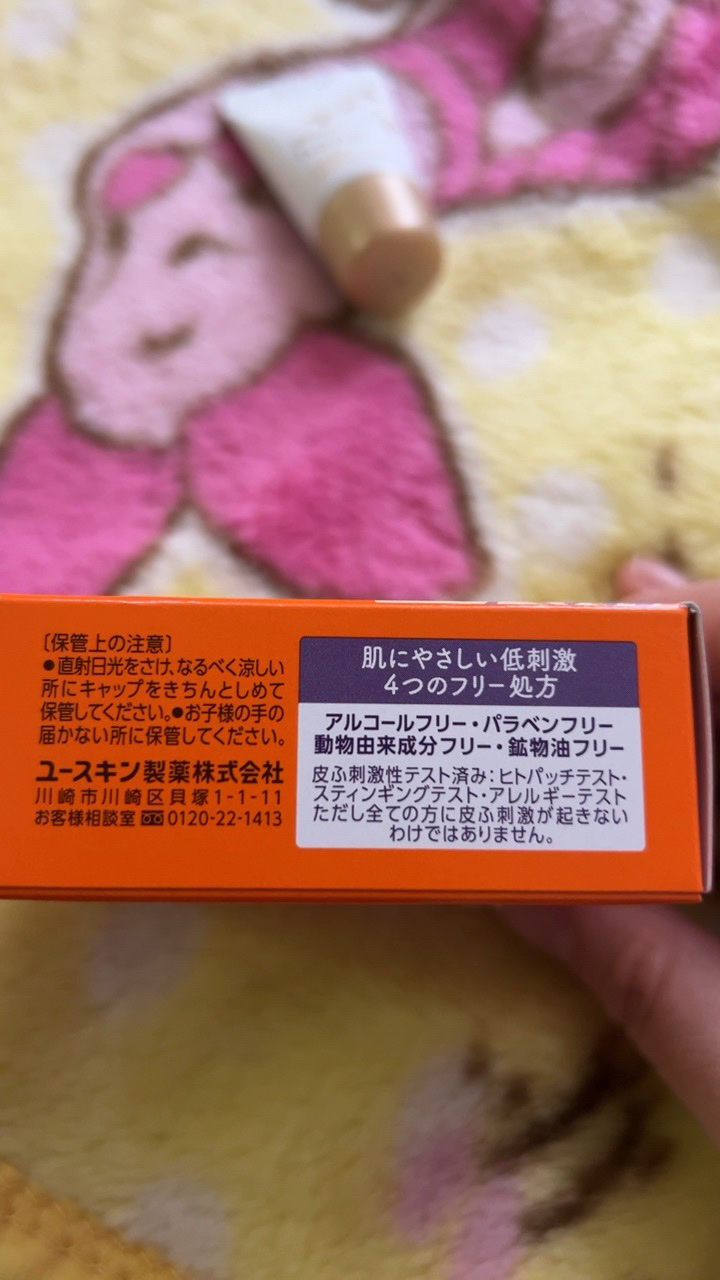 〔保管上の注意〕
●直射日光をさけ、なるべく涼しい
所にキャップをきちんとしめて
保管してください。●お子様の手の
届かない所に保管してください。
ユースキン製薬株式会社
川崎市川崎区貝塚1-1-11
お客様相談室 0120-22-1413
肌にやさしい低刺激
4つのフリー処方
アルコールフリー・パラベンフリー
動物由来成分フリー・鉱物油フリー
皮ふ刺激性テスト済み:ヒトパッチテスト・
スティンギングテスト・アレルギーテスト
ただし全ての方に皮ふ刺激が起きない
わけではありません。